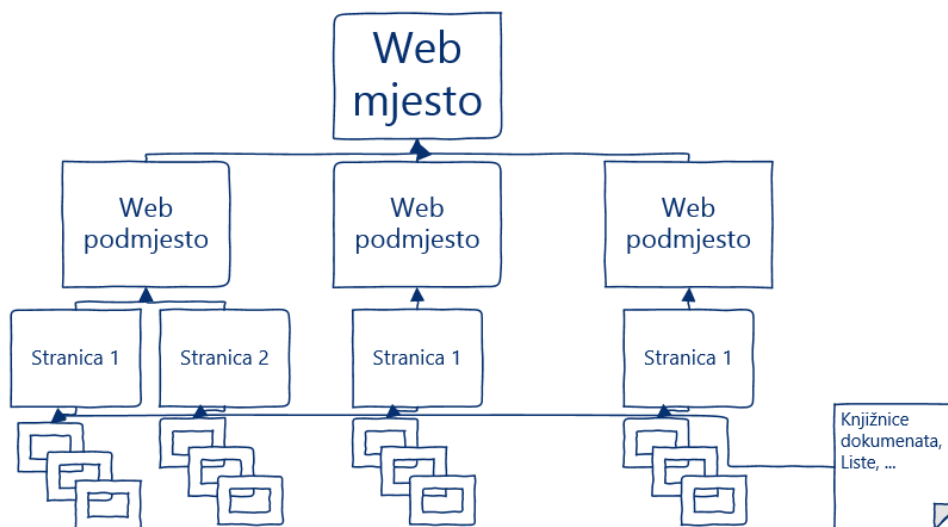 Web
mjesto
Web
podmjesto
Web
podmjesto
Web
podmjesto
Stranica 1
Stranica 2
Stranica 1
Stranica 1
Knjižnice
dokumenata,
Liste, ...